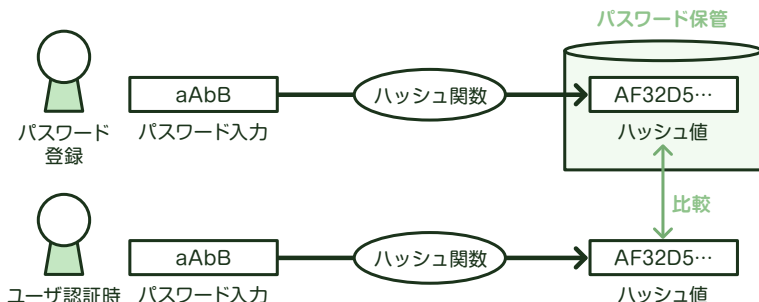 パスワード保管
aAbB
ハッシュ関数
AF32D5…
パスワード
登録
パスワード入力
ハッシュ値
比較
aAbB
ハッシュ関数
AF32D5…
ユーザ認証時
パスワード入力
ハッシュ値